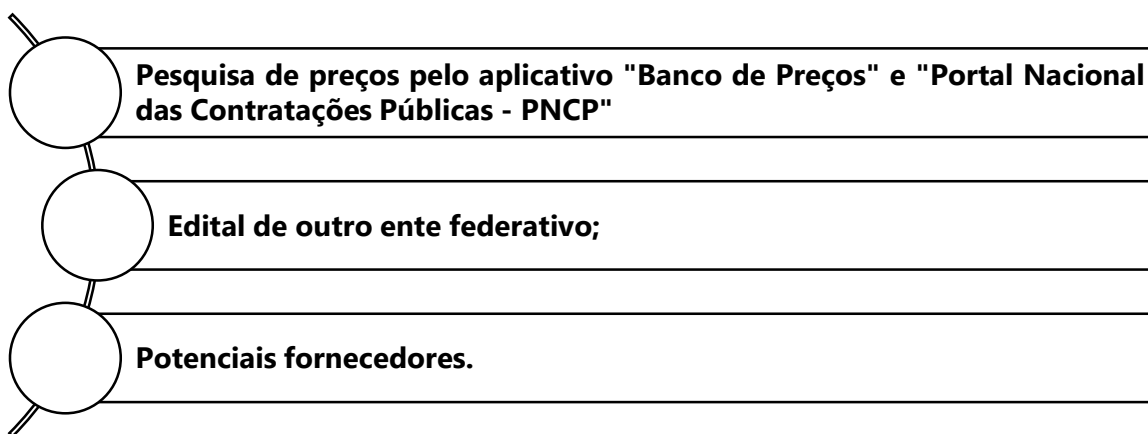 Pesquisa de preços pelo aplicativo "Banco de Preços" e "Portal Nacional
das Contratações Públicas - PNCP"
Edital de outro ente federativo;
Potenciais fornecedores.